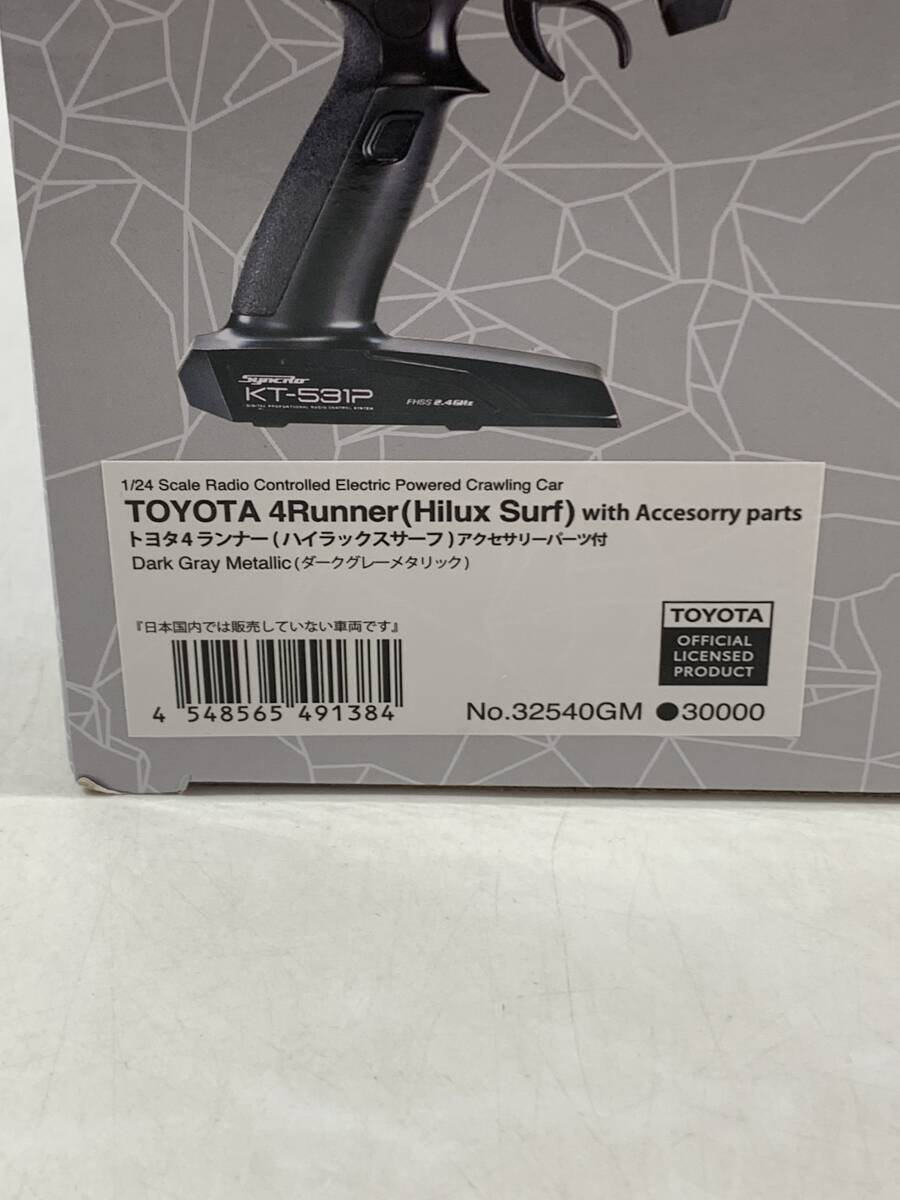 Syncro
KT-531P
DIGITAL PROPORTIONAL RADIO CONTROL SYSTEM
FHSS 2.4GHz
1/24 Scale Radio Controlled Electric Powered Crawling Car
TOYOTA 4Runner(Hilux Surf) with Accesorry parts
トヨタ4ランナー(ハイラックスサーフ)アクセサリーパーツ付
Dark Gray Metallic(ダークグレーメタリック)
『日本国内では販売していない車両です』
TOYOTA
OFFICIAL
LICENSED
PRODUCT
4 548565 491384
No.32540GM ●30000